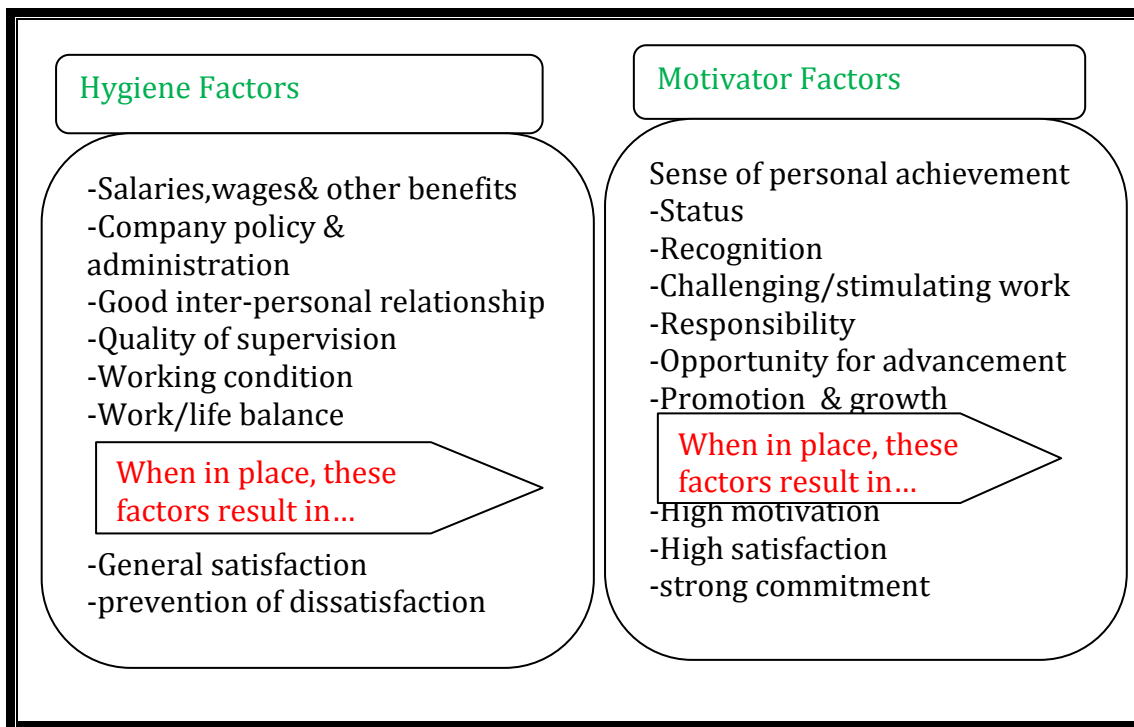 Hygiene Factors
-Salaries,wages& other benefits
-Company policy &
administration
-Good inter-personal relationship
-Quality of supervision
-Working condition
-Work/life balance
When in place, these
factors result in…
-General satisfaction
-prevention of dissatisfaction
Motivator Factors
Sense of personal achievement
-Status
-Recognition
-Challenging/stimulating work
-Responsibility
-Opportunity for advancement
-Promotion  & growth
When in place, these
factors result in…
-High motivation
-High satisfaction
-strong commitment